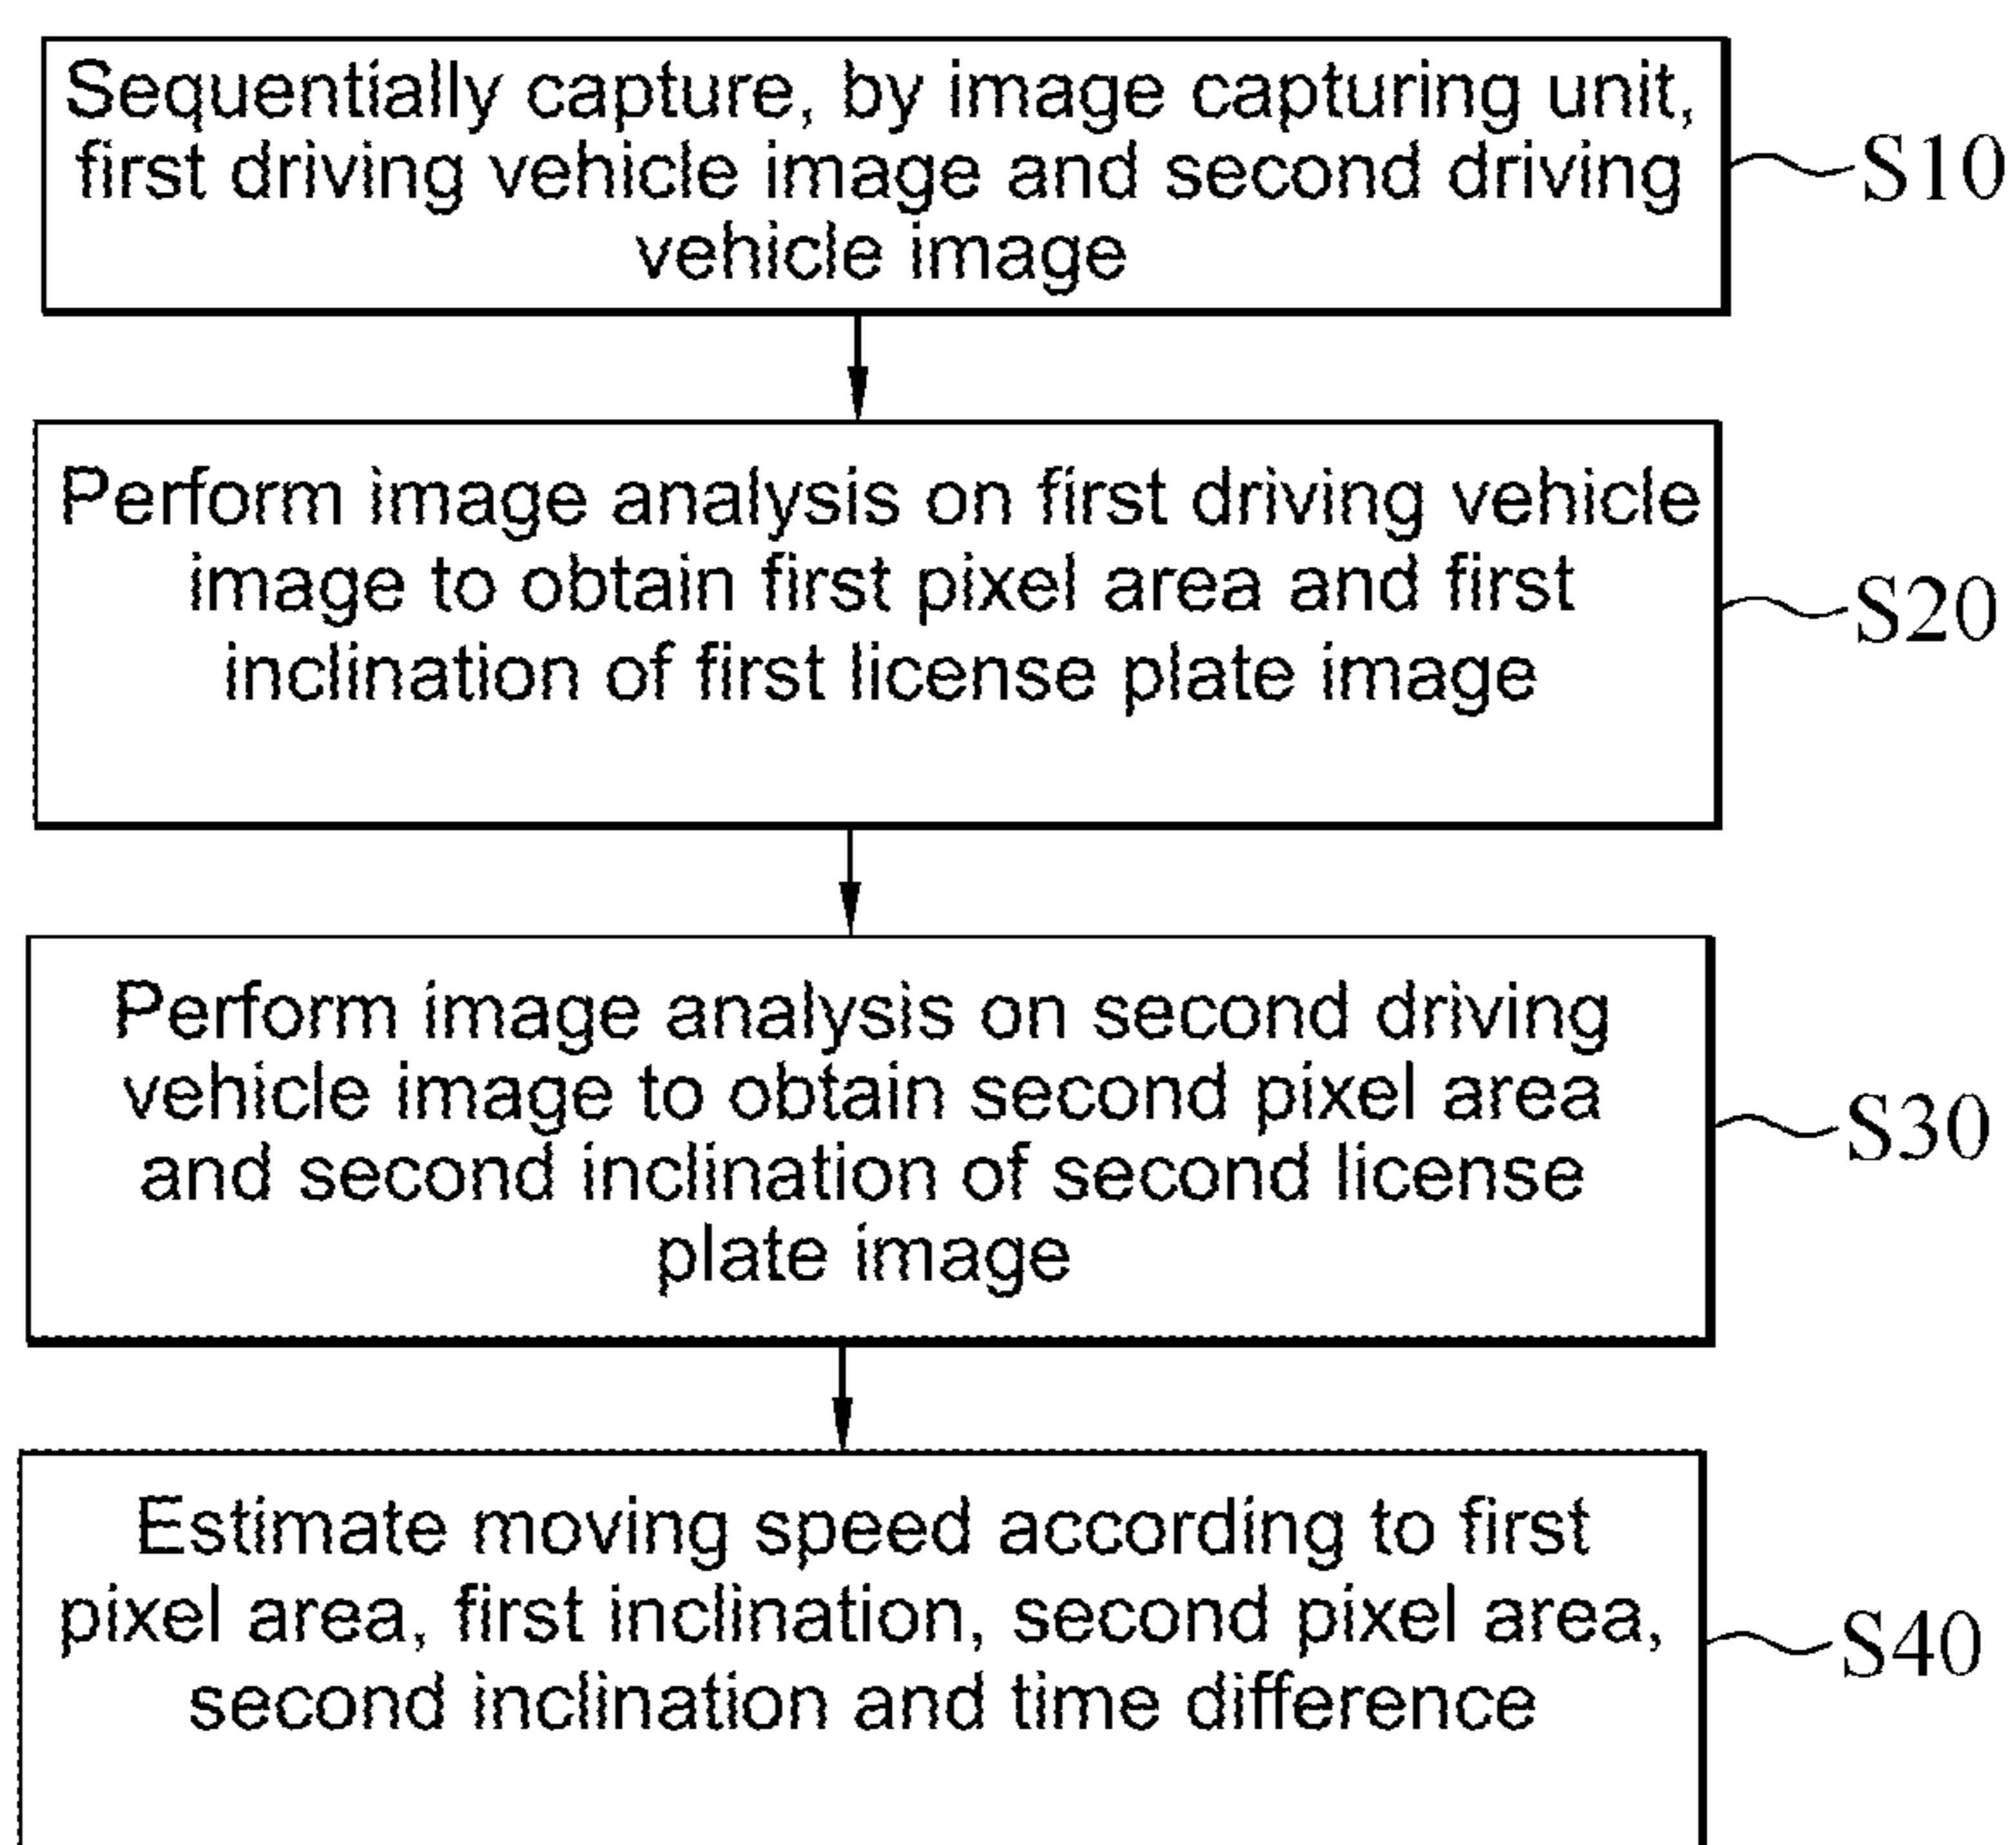 Sequentially capture, by image capturing unit,
first driving vehicle image and second driving
vehicle image
S10
Perform image analysis on first driving vehicle
image to obtain first pixel area and first
inclination of first license plate image
S20
Perform image analysis on second driving
vehicle image to obtain second pixel area
and second inclination of second license
plate image
S30
Estimate moving speed according to first
pixel area, first inclination, second pixel area,
second inclination and time difference
S40